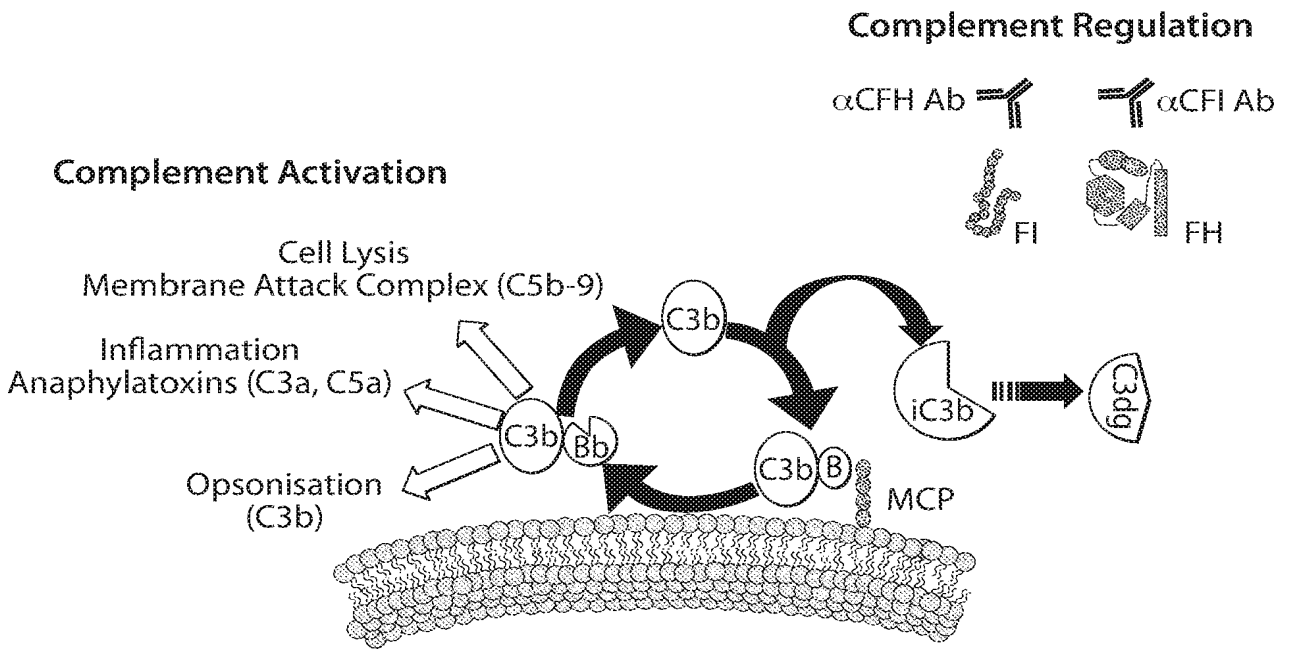 Complement Regulation
αCFH Ab
αCFI Ab
FI
FH
Complement Activation
Cell Lysis
Membrane Attack Complex (C5b-9)
Inflammation
Anaphylatoxins (C3a, C5a)
Opsonisation
(C3b)
C3b
C3b
Bb
C3b
B
MCP
iC3b
C3dg